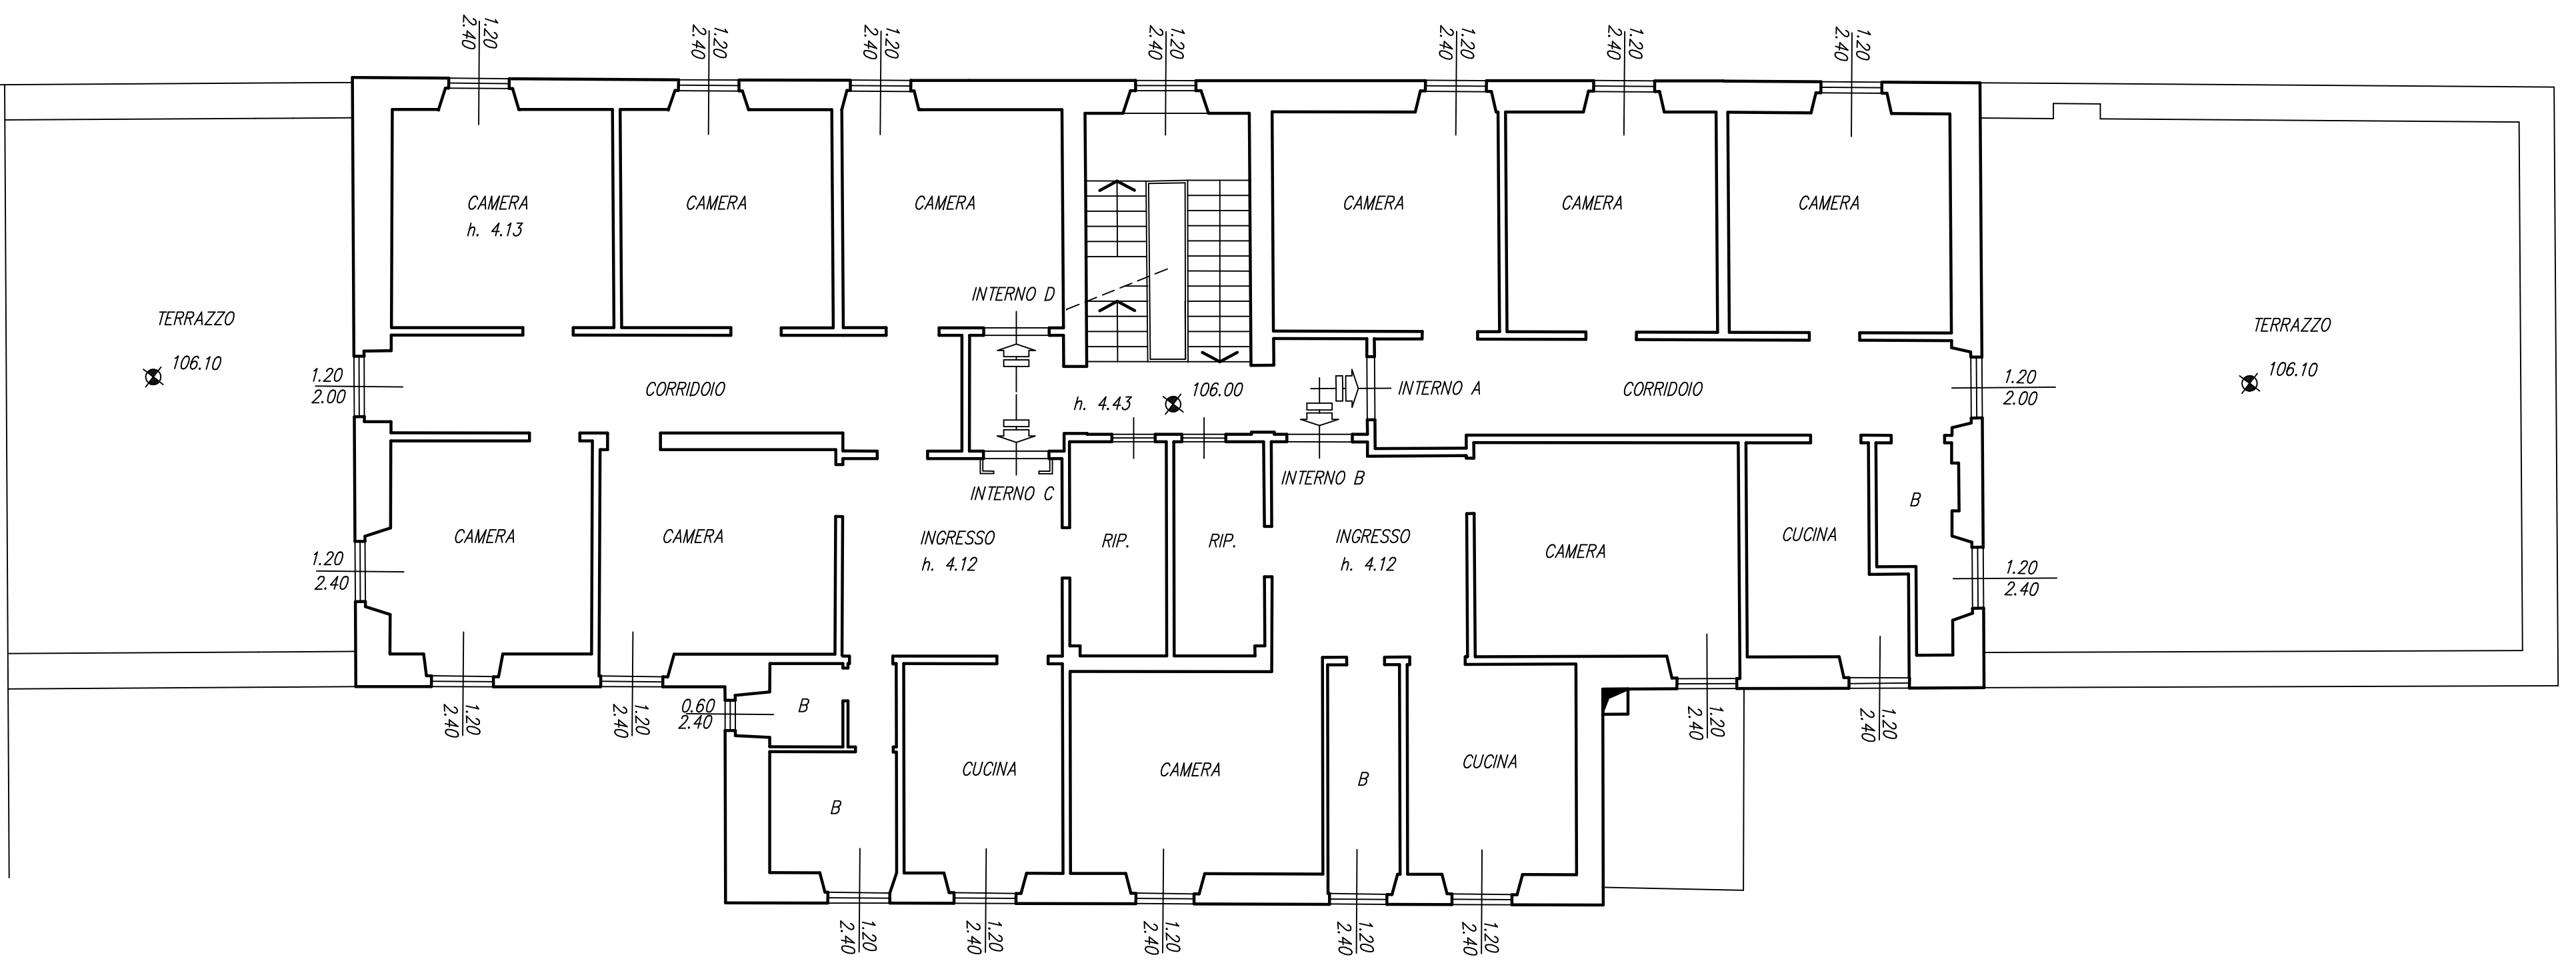 1.20
2.40
1.20
2.40
1.20
2.40
1.20
2.40
1.20
2.40
1.20
2.40
1.20
2.40
CAMERA
h. 4.13
CAMERA
CAMERA
CAMERA
CAMERA
CAMERA
TERRAZZO
106.10
INTERNO D
TERRAZZO
106.10
1.20
2.00
CORRIDOIO
h. 4.43
106.00
INTERNO A
CORRIDOIO
1.20
2.00
INTERNO C
INTERNO B
CAMERA
CAMERA
INGRESSO
h. 4.12
RIP.
RIP.
INGRESSO
h. 4.12
CAMERA
CUCINA
B
1.20
2.40
1.20
2.40
1.20
2.40
1.20
2.40
0.60
2.40
B
1.20
2.40
1.20
2.40
B
CUCINA
CAMERA
B
CUCINA
1.20
2.40
1.20
2.40
1.20
2.40
1.20
2.40
1.20
2.40